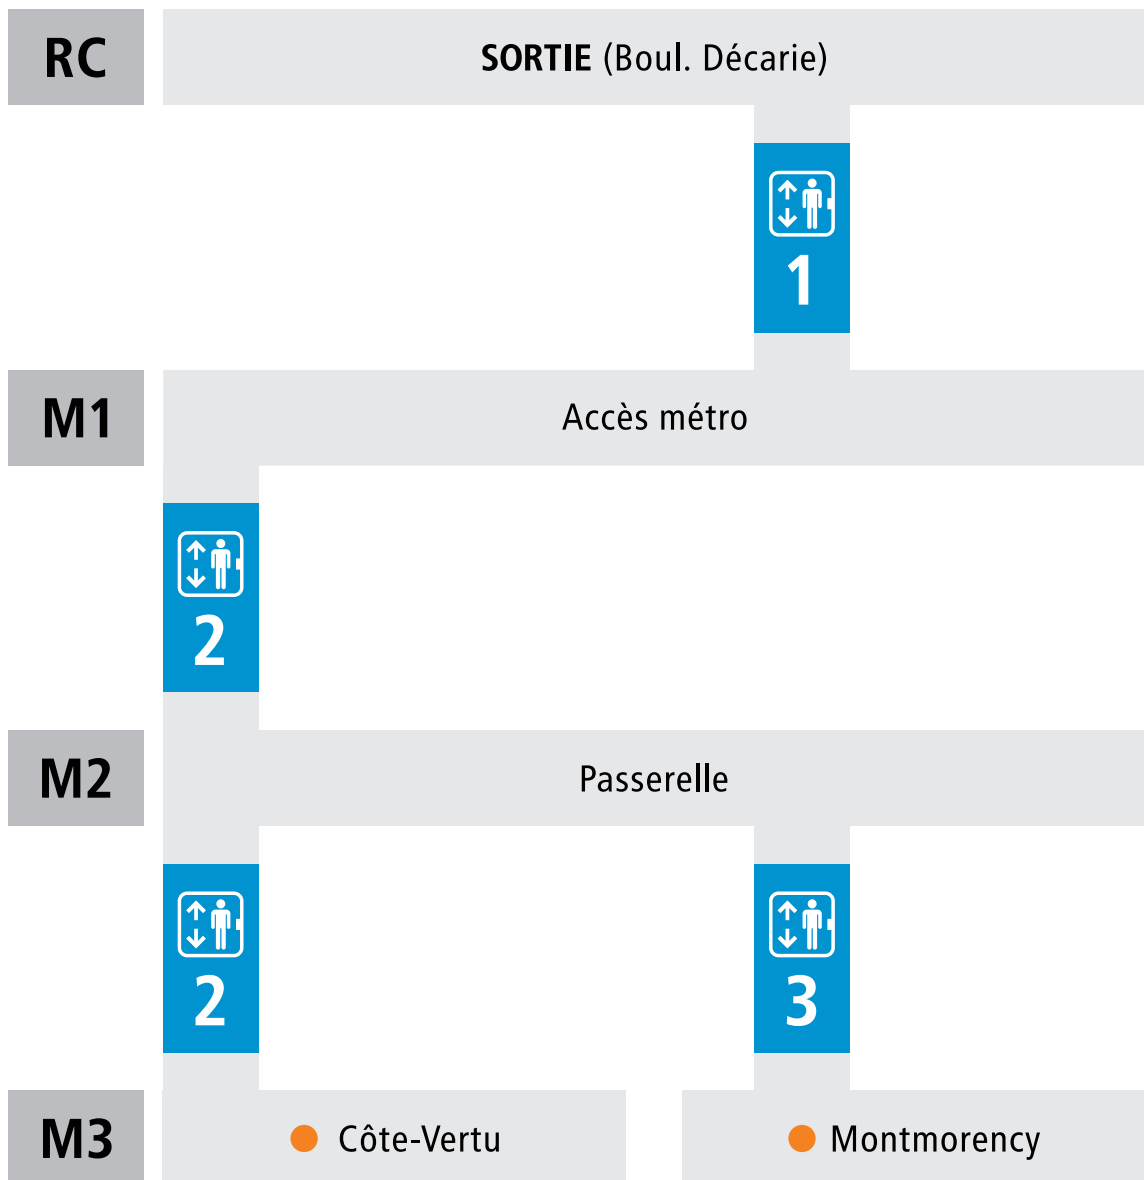 RC
SORTIE (Boul. Décarie)
1
M1
Accès métro
2
M2
Passerelle
2
3
M3
Côte-Vertu
Montmorency